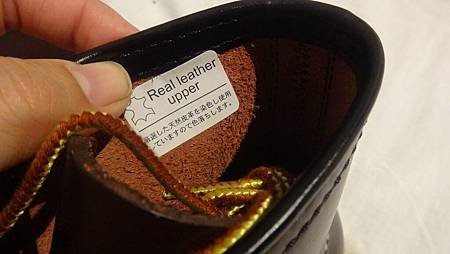 Real leather
upper
厳選した天然皮革を染色し使用
していますので色落ちします。